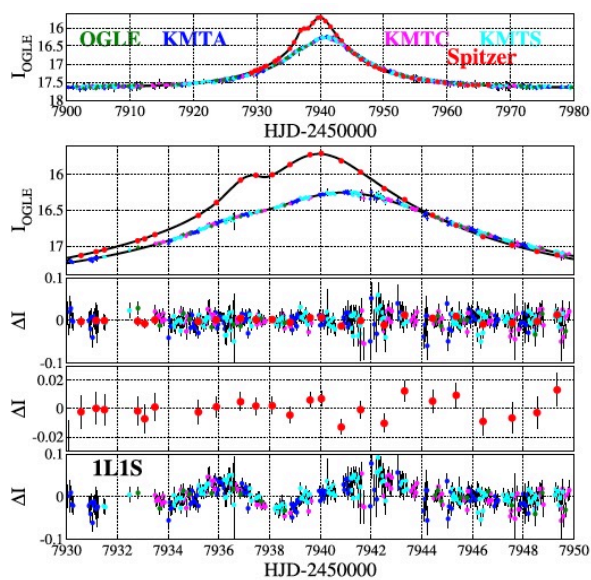 OGLE KMTA KMTC KMTS
Spitzer
I_OGLE
16
16.5
17
17.5
18
7900 7910 7920 7930 7940 7950 7960 7970 7980
HJD-2450000
I_OGLE
16
16.5
17
ΔI
0.1
0
-0.1
ΔI
0.02
0
-0.02
1L1S
ΔI
0.1
0
-0.1
7930 7932 7934 7936 7938 7940 7942 7944 7946 7948 7950
HJD-2450000